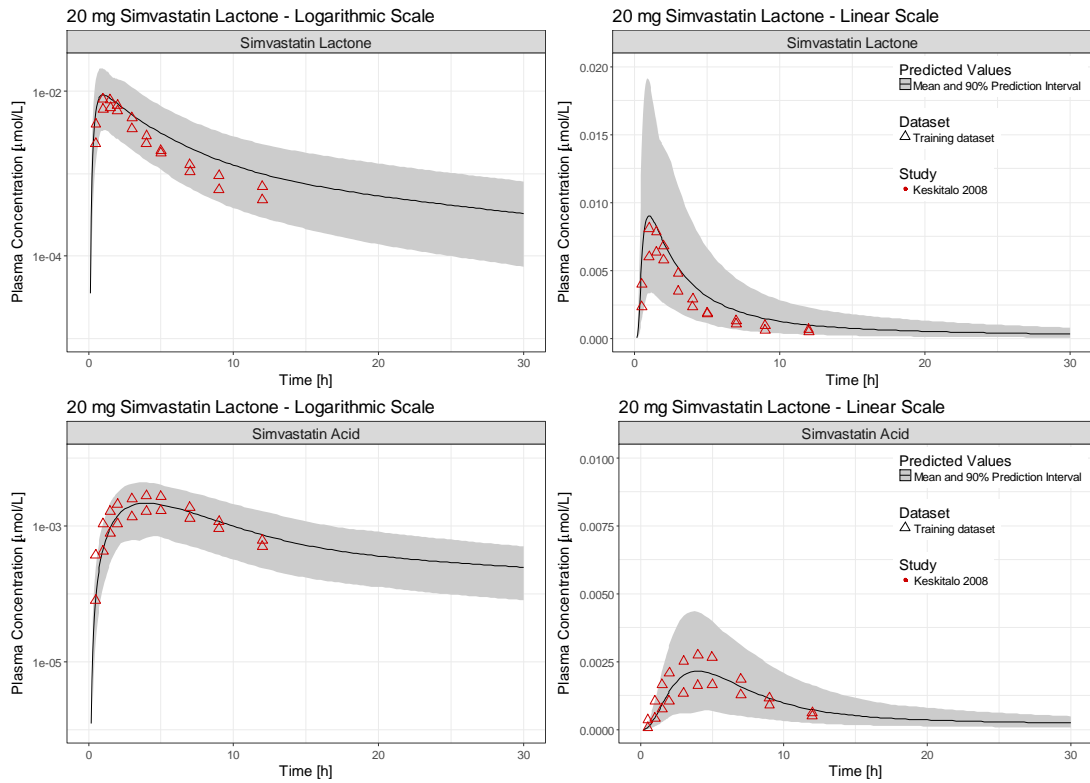 20 mg Simvastatin Lactone - Logarithmic Scale
Simvastatin Lactone
Plasma Concentration [µmol/L]
1e-02
1e-04
0
10
20
30
Time [h]
20 mg Simvastatin Lactone - Linear Scale
Simvastatin Lactone
Plasma Concentration [µmol/L]
0.020
0.015
0.010
0.005
0.000
Predicted Values
Mean and 90% Prediction Interval
Dataset
Training dataset
Study
Keskitalo 2008
0
10
20
30
Time [h]
20 mg Simvastatin Lactone - Logarithmic Scale
Simvastatin Acid
Plasma Concentration [µmol/L]
1e-03
1e-05
0
10
20
30
Time [h]
20 mg Simvastatin Lactone - Linear Scale
Simvastatin Acid
Plasma Concentration [µmol/L]
0.0100
0.0075
0.0050
0.0025
0.0000
Predicted Values
Mean and 90% Prediction Interval
Dataset
Training dataset
Study
Keskitalo 2008
0
10
20
30
Time [h]